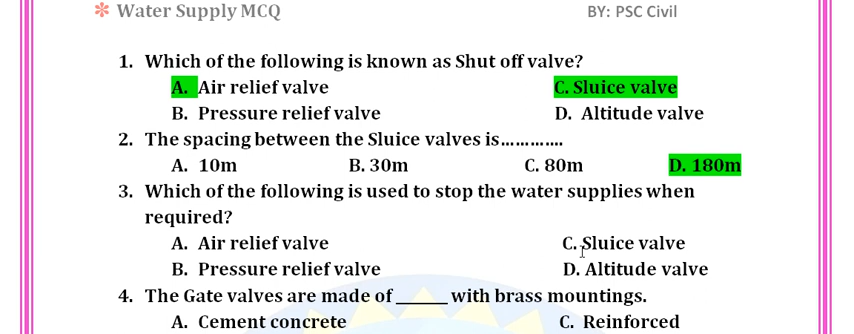 Water Supply MCQ BY: PSC Civil
1. Which of the following is known as Shut off valve?
A. Air relief valve C. Sluice valve
B. Pressure relief valve D. Altitude valve
2. The spacing between the Sluice valves is………….
A. 10m B. 30m C. 80m D. 180m
3. Which of the following is used to stop the water supplies when
required?
A. Air relief valve C. Sluice valve
B. Pressure relief valve D. Altitude valve
4. The Gate valves are made of ______ with brass mountings.
A. Cement concrete C. Reinforced